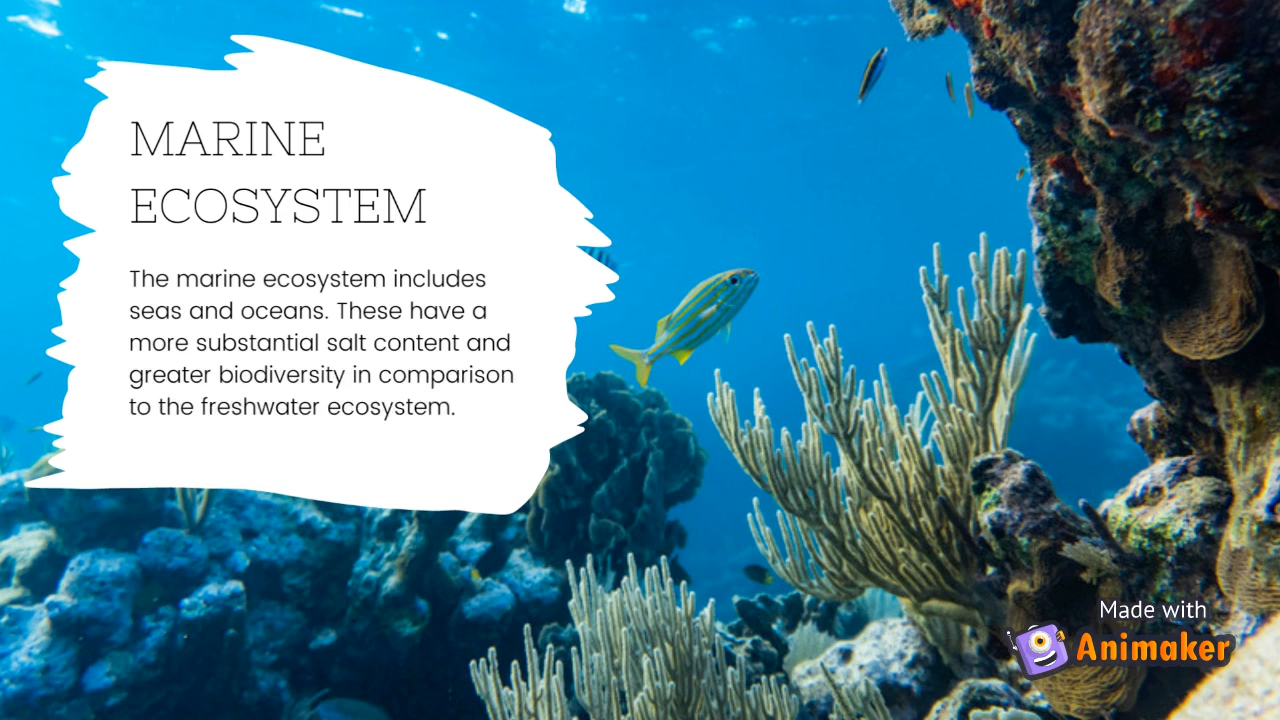 MARINE
ECOSYSTEM
The marine ecosystem includes
seas and oceans. These have a
more substantial salt content and
greater biodiversity in comparison
to the freshwater ecosystem.
Made with
Animaker